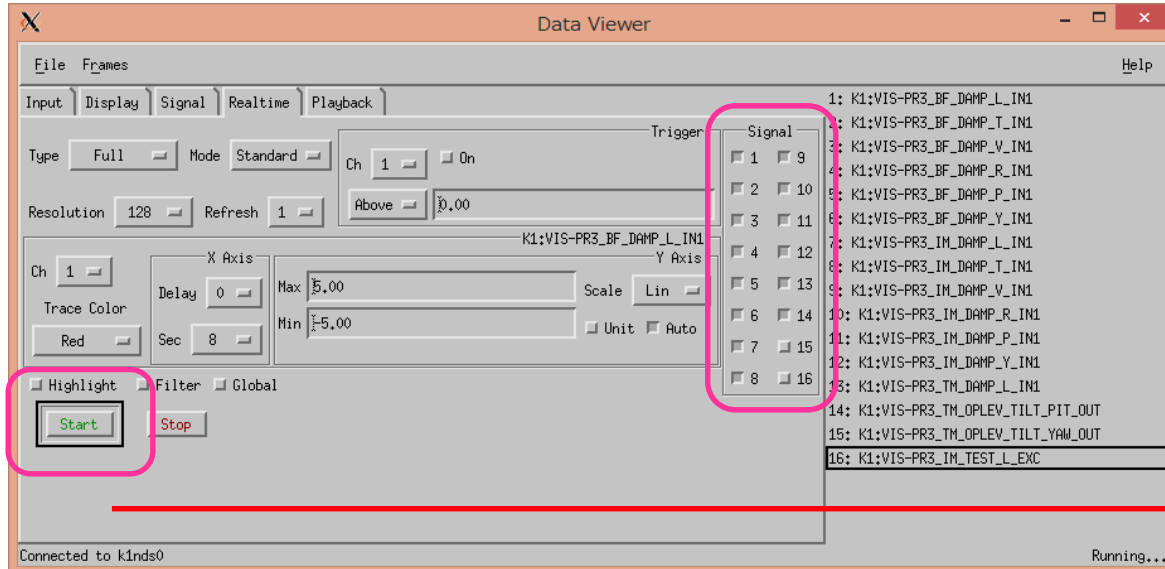 Data Viewer
File Frames Help
Input Display Signal Realtime Playback
Type Full Mode Standard
Trigger
Ch 1 On
Above 0.00
Resolution 128 Refresh 1
Signal
1 9
2 10
3 11
4 12
5 13
6 14
7 15
8 16
K1:VIS-PR3_BF_DAMP_L_IN1
Ch 1
Trace Color
Red
X Axis
Delay 0
Sec 8
Y Axis
Max 5.00
Min -5.00
Scale Lin
Unit Auto
Highlight Filter Global
Start Stop
1: K1:VIS-PR3_BF_DAMP_L_IN1
2: K1:VIS-PR3_BF_DAMP_T_IN1
3: K1:VIS-PR3_BF_DAMP_V_IN1
4: K1:VIS-PR3_BF_DAMP_R_IN1
5: K1:VIS-PR3_BF_DAMP_P_IN1
6: K1:VIS-PR3_BF_DAMP_Y_IN1
7: K1:VIS-PR3_IM_DAMP_L_IN1
8: K1:VIS-PR3_IM_DAMP_T_IN1
9: K1:VIS-PR3_IM_DAMP_V_IN1
10: K1:VIS-PR3_IM_DAMP_R_IN1
11: K1:VIS-PR3_IM_DAMP_P_IN1
12: K1:VIS-PR3_IM_DAMP_Y_IN1
13: K1:VIS-PR3_TM_DAMP_L_IN1
14: K1:VIS-PR3_TM_OPLEV_TILT_PIT_OUT
15: K1:VIS-PR3_TM_OPLEV_TILT_YAW_OUT
16: K1:VIS-PR3_IM_TEST_L_EXC
Connected to k1nds0
Running...